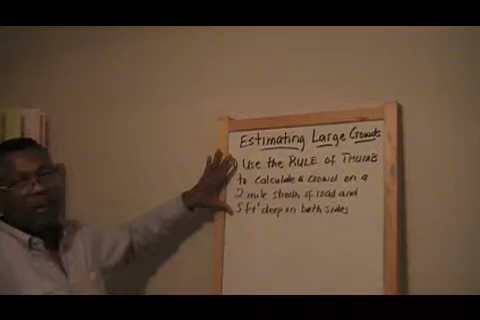 Estimating Large Crowds
Use the RULE of THUMB
to calculate a crowd on a
2 mile stretch of road and
5 ft' deep on both sides